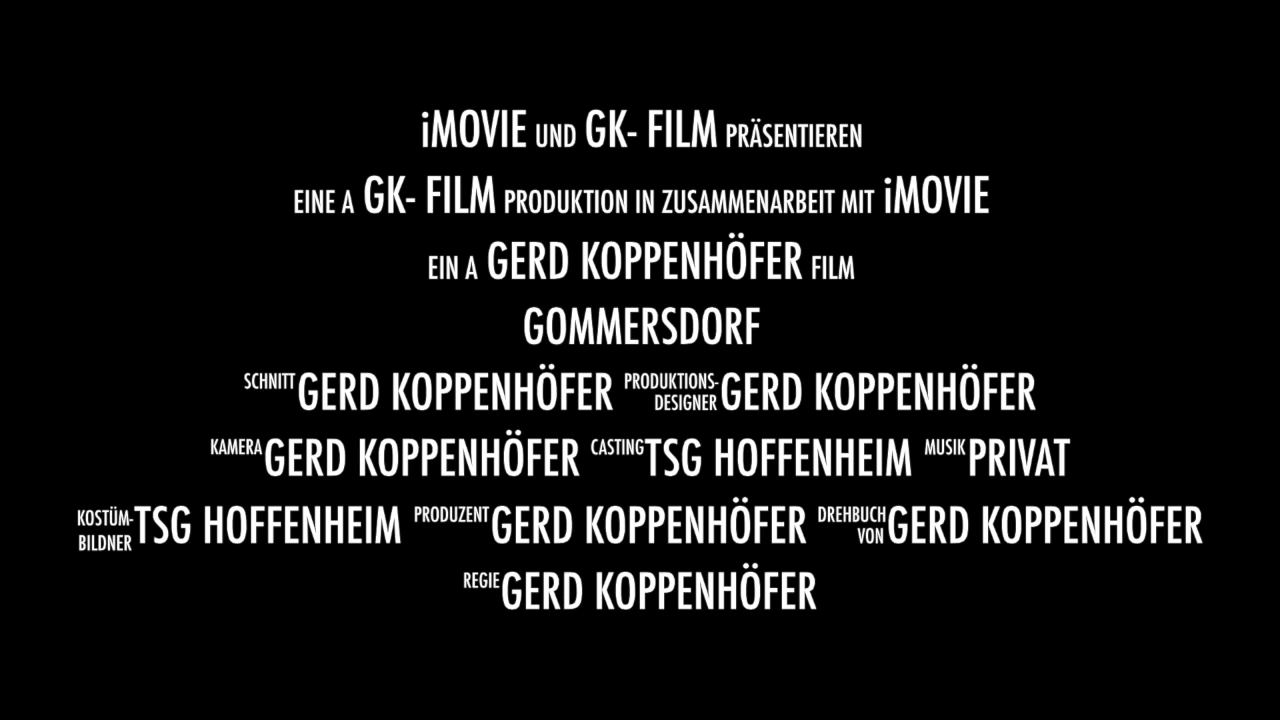 iMOVIE UND GK- FILM PRÄSENTIEREN
EINE A GK- FILM PRODUKTION IN ZUSAMMENARBEIT MIT iMOVIE
EIN A GERD KOPPENHÖFER FILM
GOMMERSDORF
SCHNITT GERD KOPPENHÖFER PRODUKTIONS-DESIGNER GERD KOPPENHÖFER
KAMERA GERD KOPPENHÖFER CASTING TSG HOFFENHEIM MUSIK PRIVAT
KOSTÜM-BILDNER TSG HOFFENHEIM PRODUZENT GERD KOPPENHÖFER DREHBUCH VON GERD KOPPENHÖFER
REGIE GERD KOPPENHÖFER